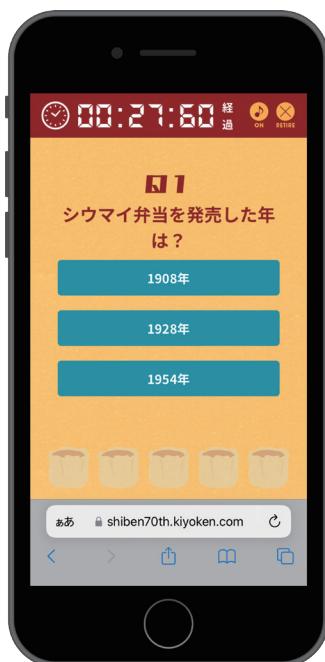 00:27:60 経過
ON RETIRE
Q1
シウマイ弁当を発売した年
は？
1908年
1928年
1954年
ぁあ shiben70th.kiyoken.com